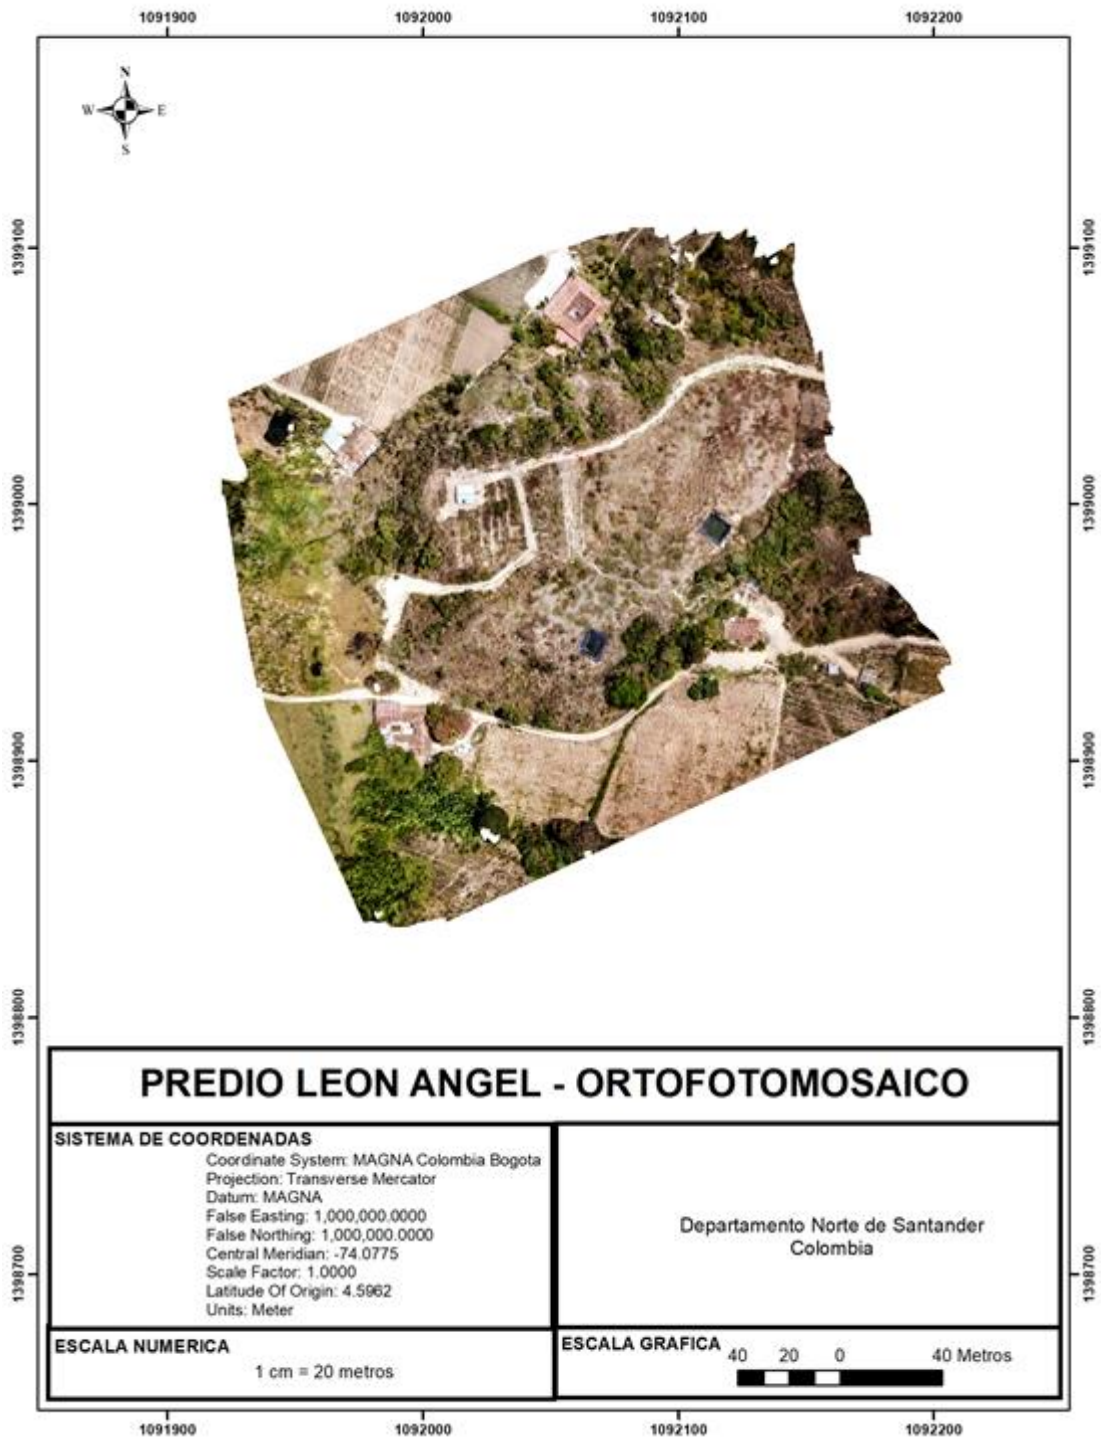 1091900 1092000 1092100 1092200
N
W E
S
1399100 1399100
1399000 1399000
1398900 1398900
1398800 1398800
PREDIO LEON ANGEL - ORTOFOTOMOSAICO
SISTEMA DE COORDENADAS
Coordinate System: MAGNA Colombia Bogota
Projection: Transverse Mercator
Datum: MAGNA
False Easting: 1,000,000.0000
False Northing: 1,000,000.0000
Central Meridian: -74.0775
Scale Factor: 1.0000
Latitude Of Origin: 4.5962
Units: Meter
Departamento Norte de Santander
Colombia
1398700 1398700
ESCALA NUMERICA
1 cm = 20 metros
ESCALA GRAFICA
40 20 0 40 Metros
1091900 1092000 1092100 1092200